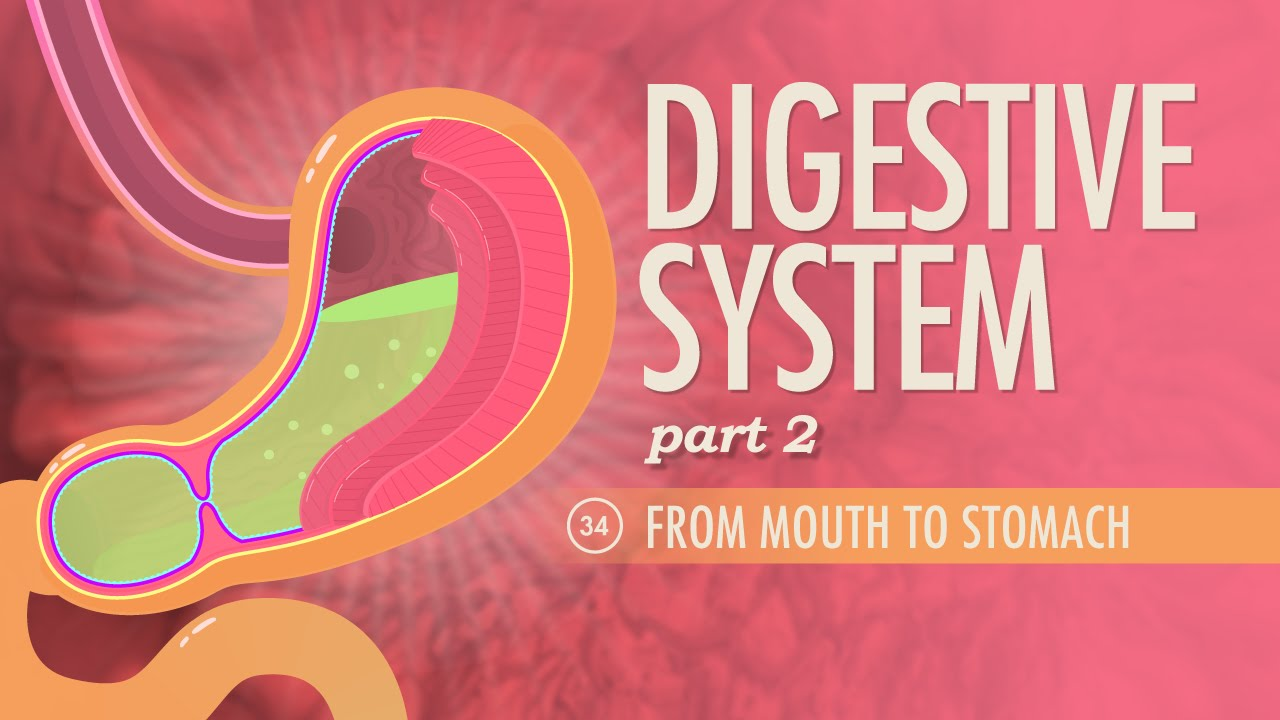 DIGESTIVE
SYSTEM
part 2
34 FROM MOUTH TO STOMACH